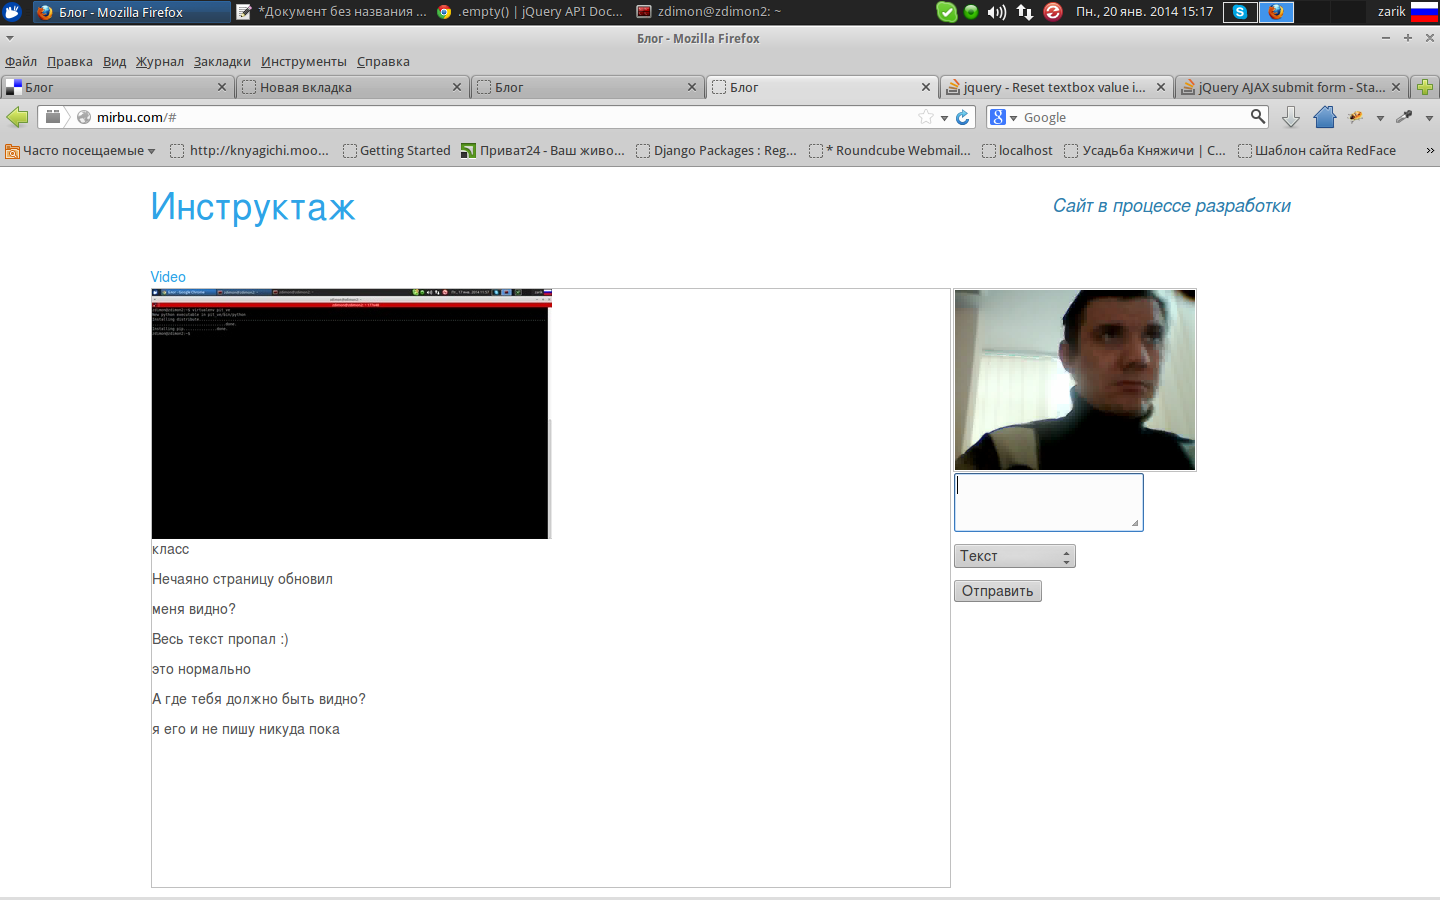 Блог - Mozilla Firefox
*Документ без названия ...
.empty() | jQuery API Doc...
zdimon@zdimon2: ~
Пн., 20 янв. 2014 15:17
zarik
Блог - Mozilla Firefox
Файл Правка Вид Журнал Закладки Инструменты Справка
Блог
Новая вкладка
Блог
Блог
jquery - Reset textbox value i...
jQuery AJAX submit form - Sta...
mirbu.com/#
Google
Часто посещаемые
http://knyagichi.moo...
Getting Started
Приват24 - Ваш живо...
Django Packages : Reg...
* Roundcube Webmail...
localhost
Усадьба Княжичи | С...
Шаблон сайта RedFace
Инструктаж
Сайт в процессе разработки
Video
класс
Нечаяно страницу обновил
меня видно?
Весь текст пропал :)
это нормально
А где тебя должно быть видно?
я его и не пишу никуда пока
Текст
Отправить